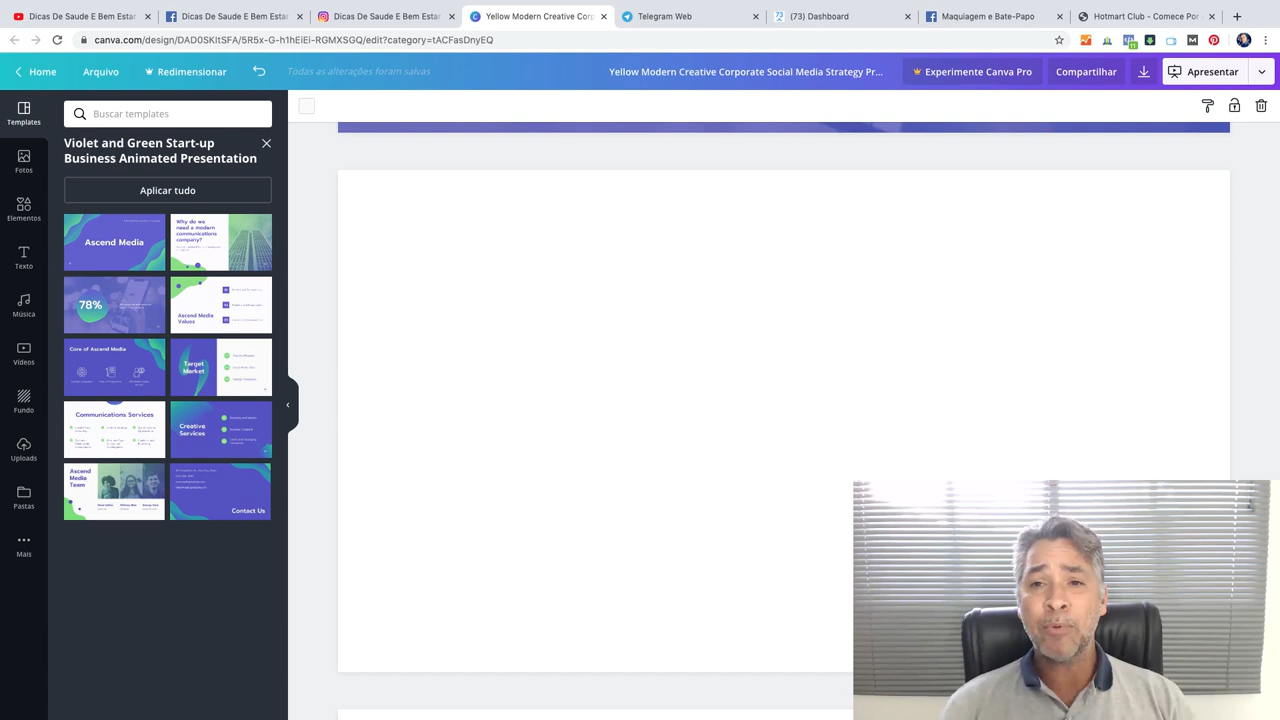 Dicas De Saude E Bem Estar
Dicas De Saude E Bem Estar
Dicas De Saude E Bem Estar
Yellow Modern Creative Corp
Telegram Web
(73) Dashboard
Maquiagem e Bate-Papo
Hotmart Club - Comece Por
canva.com/design/DAD0SKItSFA/5R5x-G-h1hEiEi-RGMXSGQ/edit?category=tACFasDnyEQ
Home
Arquivo
Redimensionar
Todas as alterações foram salvas
Yellow Modern Creative Corporate Social Media Strategy Pr...
Experimente Canva Pro
Compartilhar
Apresentar
Templates
Fotos
Elementos
Texto
Música
Vídeos
Fundo
Uploads
Pastas
Mais
Buscar templates
Violet and Green Start-up
Business Animated Presentation
Aplicar tudo
Ascend Media
Why do we
need a modern
communications
company?
78%
Ascend Media
Values
Core of Ascend Media
Target
Market
Communications Services
Creative
Services
Ascend
Media
Team
Contact Us